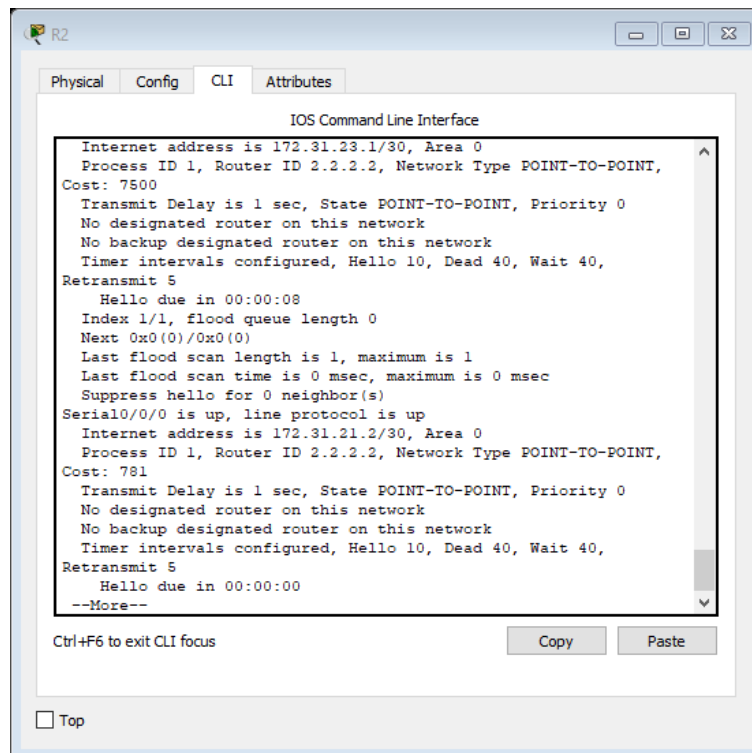 R2
Physical Config CLI Attributes
IOS Command Line Interface
Internet address is 172.31.23.1/30, Area 0
Process ID 1, Router ID 2.2.2.2, Network Type POINT-TO-POINT,
Cost: 7500
Transmit Delay is 1 sec, State POINT-TO-POINT, Priority 0
No designated router on this network
No backup designated router on this network
Timer intervals configured, Hello 10, Dead 40, Wait 40,
Retransmit 5
Hello due in 00:00:08
Index 1/1, flood queue length 0
Next 0x0(0)/0x0(0)
Last flood scan length is 1, maximum is 1
Last flood scan time is 0 msec, maximum is 0 msec
Suppress hello for 0 neighbor(s)
Serial0/0/0 is up, line protocol is up
Internet address is 172.31.21.2/30, Area 0
Process ID 1, Router ID 2.2.2.2, Network Type POINT-TO-POINT,
Cost: 781
Transmit Delay is 1 sec, State POINT-TO-POINT, Priority 0
No designated router on this network
No backup designated router on this network
Timer intervals configured, Hello 10, Dead 40, Wait 40,
Retransmit 5
Hello due in 00:00:00
--More--
Ctrl+F6 to exit CLI focus Copy Paste
Top